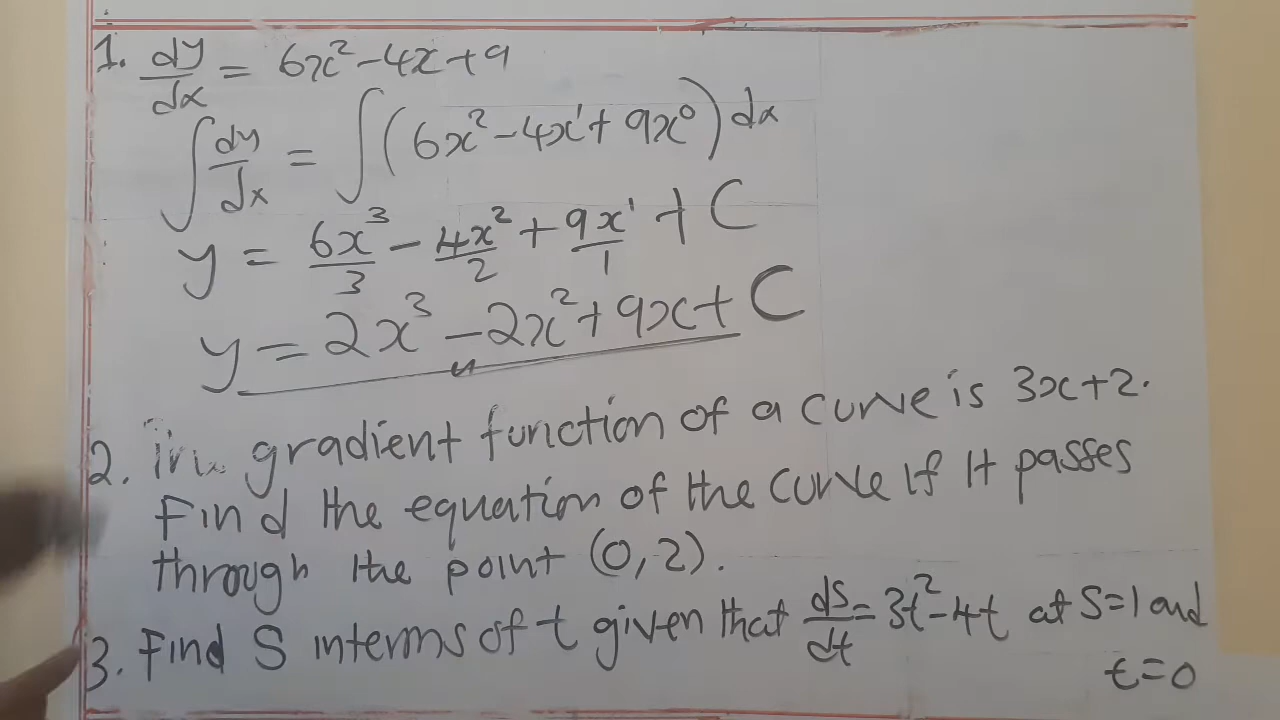 1. dy/dx = 6x² - 4x + 9
∫ dy/dx = ∫ (6x² - 4x¹ + 9x⁰) dx
y = 6x³/3 - 4x²/2 + 9x¹/1 + C
y = 2x³ - 2x² + 9x + C
2. gradient function of a curve is 3x+2.
Find the equation of the curve if it passes
through the point (0,2).
3. Find S interms of t given that ds/dt = 3t² - 4t at S=1 and
t=0